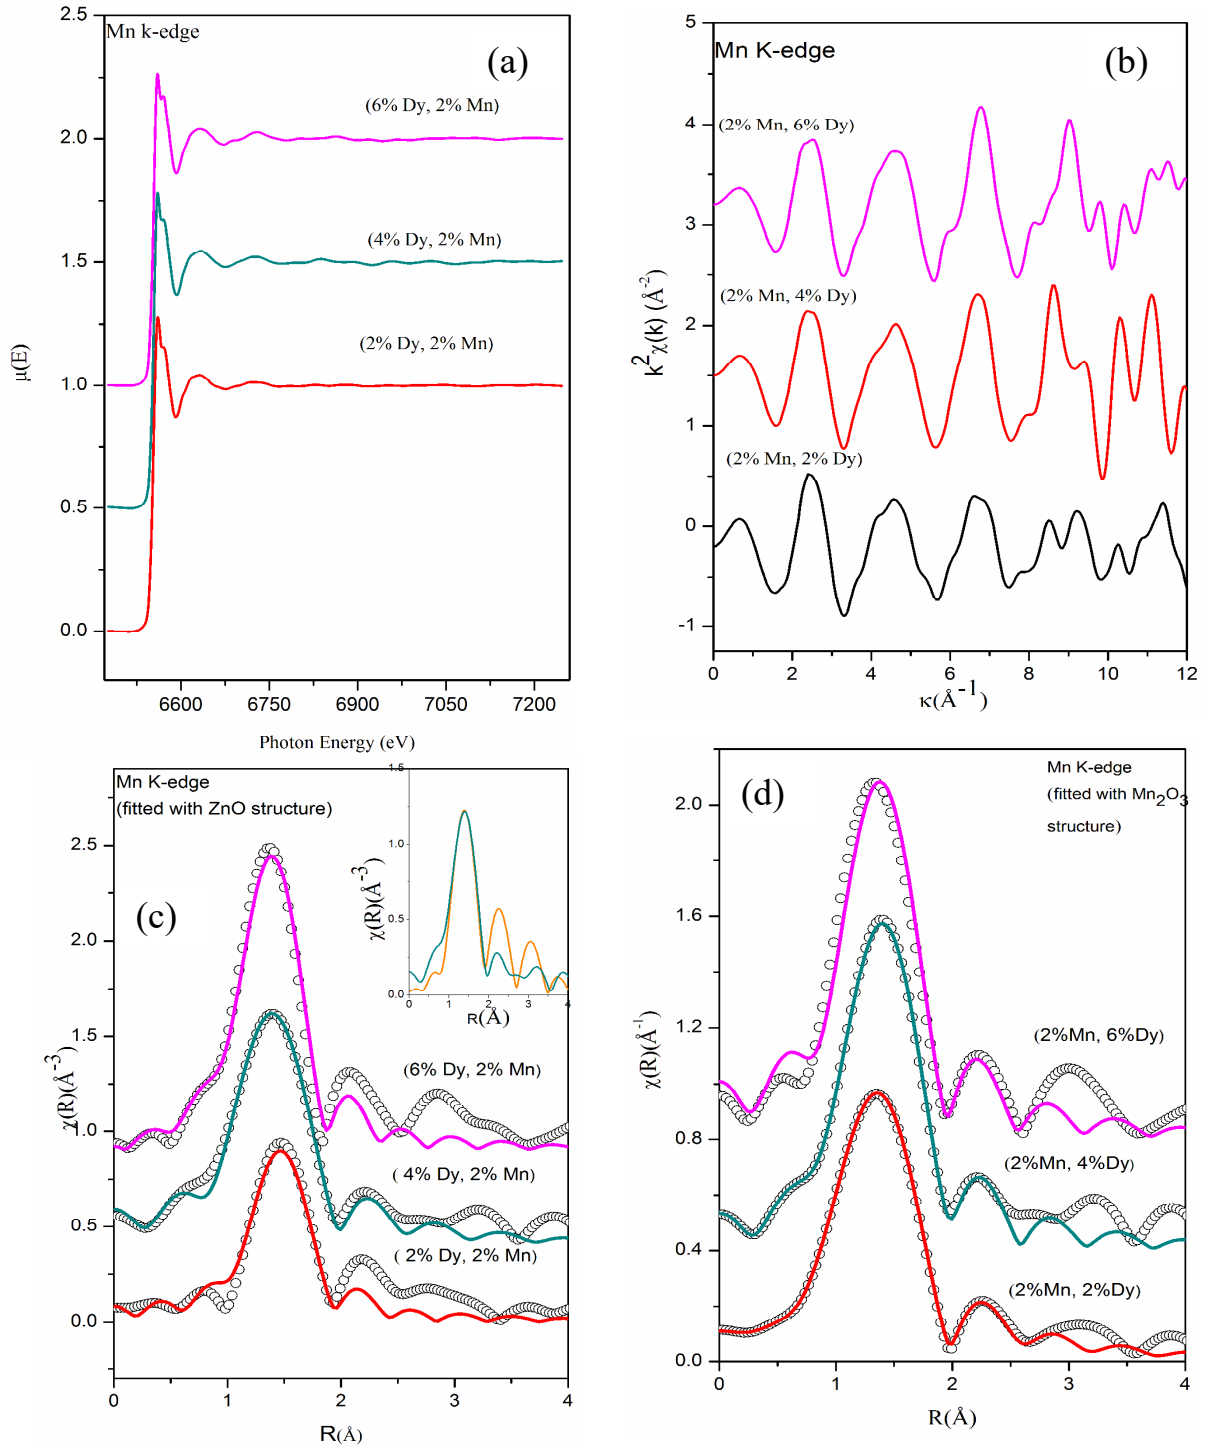 Mn k-edge
(a)
(6% Dy, 2% Mn)
(4% Dy, 2% Mn)
(2% Dy, 2% Mn)
2.5
2.0
1.5
1.0
0.5
0.0
μ(E)
6600 6750 6900 7050 7200
Photon Energy (eV)
Mn K-edge
(b)
(2% Mn, 6% Dy)
(2% Mn, 4% Dy)
(2% Mn, 2% Dy)
5
4
3
2
1
0
-1
k²χ(k) (Å⁻²)
0 2 4 6 8 10 12
κ(Å⁻¹)
Mn K-edge
(fitted with ZnO structure)
(c)
(6% Dy, 2% Mn)
( 4% Dy, 2% Mn)
( 2% Dy, 2% Mn)
2.5
2.0
1.5
1.0
0.5
0.0
χ(R)(Å⁻³)
0 1 2 3 4
R(Å)
1.5
1.0
0.5
0.0
χ(R)(Å⁻³)
0 1 2 3 4
R(Å)
(d)
Mn K-edge
(fitted with Mn₂O₃
structure)
(2%Mn, 6%Dy)
(2%Mn, 4%Dy)
(2%Mn, 2%Dy)
2.0
1.6
1.2
0.8
0.4
0.0
χ(R)(Å⁻¹)
0 1 2 3 4
R(Å)